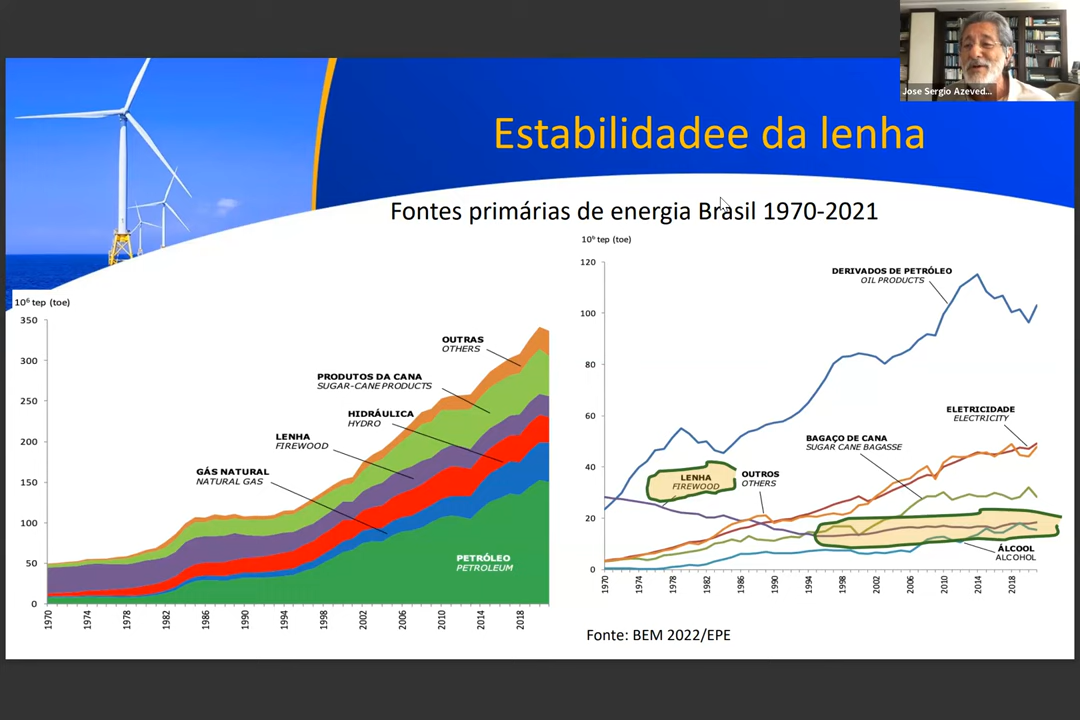 Jose Sergio Azeved...
Estabilidadee da lenha
Fontes primárias de energia Brasil 1970-2021
10⁶ tep (toe)
350
300
250
200
150
100
50
0
OUTRAS
OTHERS
PRODUTOS DA CANA
SUGAR-CANE PRODUCTS
HIDRÁULICA
HYDRO
LENHA
FIREWOOD
GÁS NATURAL
NATURAL GAS
PETRÓLEO
PETROLEUM
1970
1974
1978
1982
1986
1990
1994
1998
2002
2006
2010
2014
2018
10⁶ tep (toe)
120
100
80
60
40
20
0
DERIVADOS DE PETRÓLEO
OIL PRODUCTS
ELETRICIDADE
ELECTRICITY
BAGAÇO DE CANA
SUGAR CANE BAGASSE
LENHA
FIREWOOD
OUTROS
OTHERS
ÁLCOOL
ALCOHOL
1970
1974
1978
1982
1986
1990
1994
1998
2002
2006
2010
2014
2018
Fonte: BEM 2022/EPE